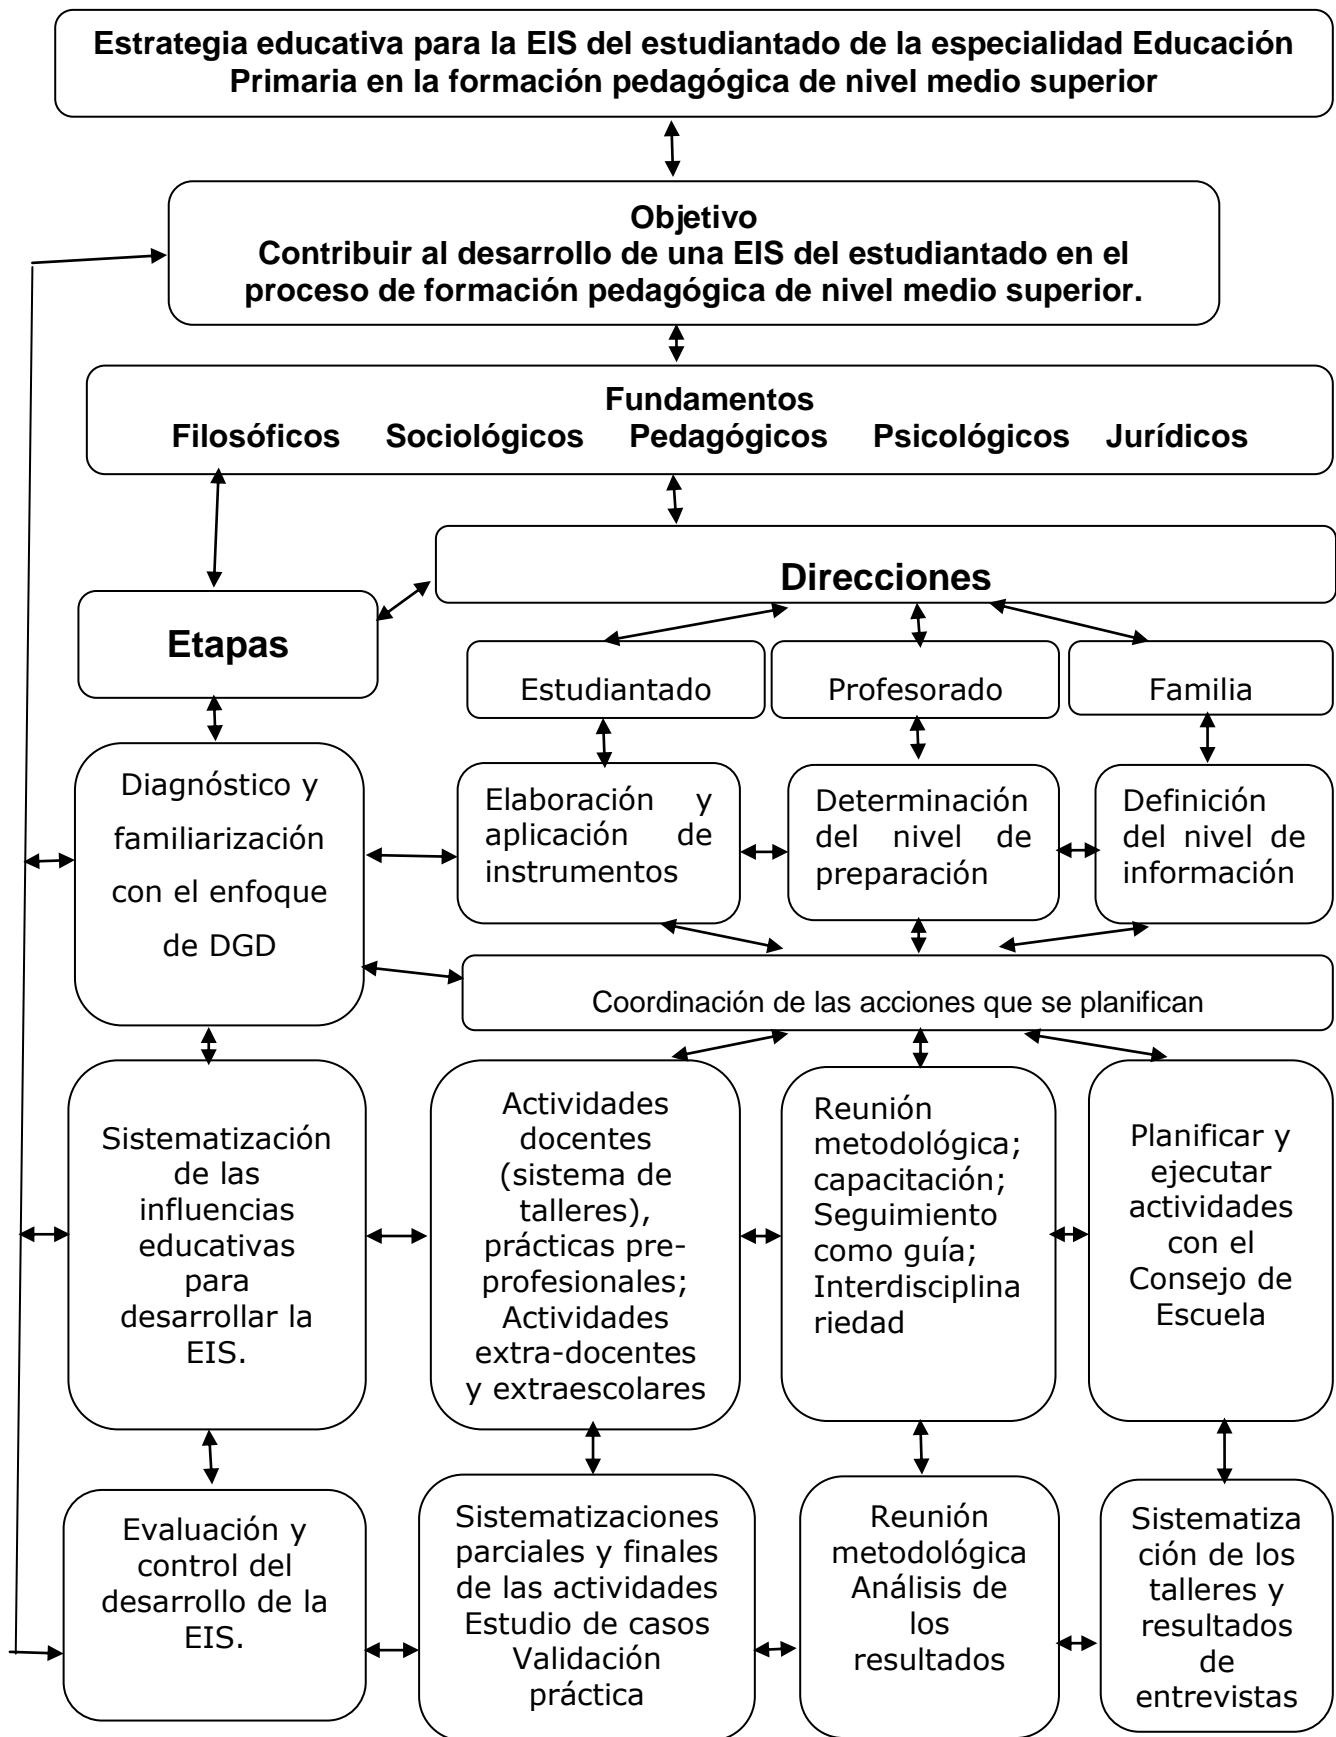 Estrategia educativa para la EIS del estudiantado de la especialidad Educación
Primaria en la formación pedagógica de nivel medio superior
Objetivo
Contribuir al desarrollo de una EIS del estudiantado en el
proceso de formación pedagógica de nivel medio superior.
Fundamentos
Filosóficos Sociológicos Pedagógicos Psicológicos Jurídicos
Direcciones
Etapas
Estudiantado
Profesorado
Familia
Diagnóstico y
familiarización
con el enfoque
de DGD
Elaboración y
aplicación de
instrumentos
Determinación
del nivel de
preparación
Definición
del nivel de
información
Coordinación de las acciones que se planifican
Sistematización
de las
influencias
educativas
para
desarrollar la
EIS.
Actividades
docentes
(sistema de
talleres),
prácticas pre-
profesionales;
Actividades
extra-docentes
y extraescolares
Reunión
metodológica;
capacitación;
Seguimiento
como guía;
Interdisciplina
riedad
Planificar y
ejecutar
actividades
con el
Consejo de
Escuela
Evaluación y
control del
desarrollo de la
EIS.
Sistematizaciones
parciales y finales
de las actividades
Estudio de casos
Validación
práctica
Reunión
metodológica
Análisis de
los
resultados
Sistematiza
ción de los
talleres y
resultados
de
entrevistas